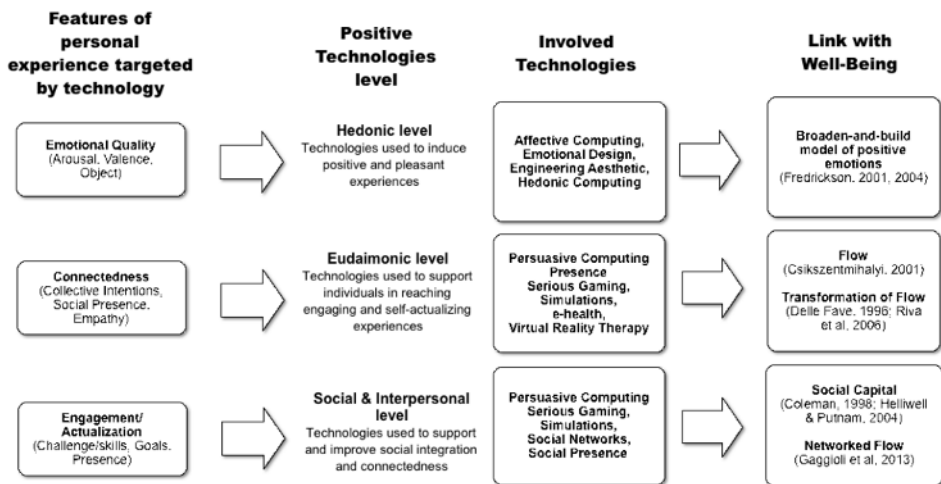 Features of
personal
experience targeted
by technology
Positive
Technologies
level
Involved
Technologies
Link with
Well-Being
Emotional Quality
(Arousal, Valence,
Object)
Hedonic level
Technologies used to induce
positive and pleasant
experiences
Affective Computing,
Emotional Design,
Engineering Aesthetic,
Hedonic Computing
Broaden-and-build
model of positive
emotions
(Fredrickson. 2001, 2004)
Connectedness
(Collective Intentions,
Social Presence.
Empathy)
Eudaimonic level
Technologies used to support
individuals in reaching
engaging and self-actualizing
experiences
Persuasive Computing
Presence
Serious Gaming,
Simulations,
e-health,
Virtual Reality Therapy
Flow
(Csikszentmihalyi. 2001)
Transformation of Flow
(Delle Fave, 1996; Riva
et al, 2006)
Engagement/
Actualization
(Challenge/skills, Goals.
Presence)
Social & Interpersonal
level
Technologies used to support
and improve social integration
and connectedness
Persuasive Computing
Serious Gaming,
Simulations,
Social Networks,
Social Presence
Social Capital
(Coleman, 1998; Helliwell
& Putnam, 2004)
Networked Flow
(Gaggioli et al, 2013)